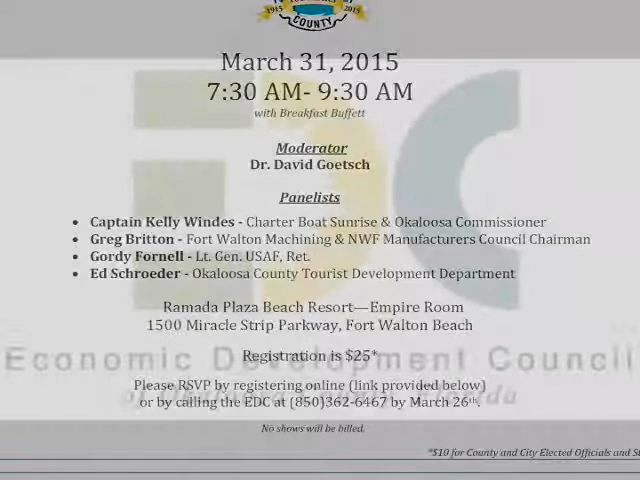 1915 2015
COUNTY
March 31, 2015
7:30 AM- 9:30 AM
with Breakfast Buffett
Moderator
Dr. David Goetsch
Panelists
• Captain Kelly Windes - Charter Boat Sunrise & Okaloosa Commissioner
• Greg Britton - Fort Walton Machining & NWF Manufacturers Council Chairman
• Gordy Fornell - Lt. Gen. USAF, Ret.
• Ed Schroeder - Okaloosa County Tourist Development Department
Ramada Plaza Beach Resort—Empire Room
1500 Miracle Strip Parkway, Fort Walton Beach
Registration is $25*
Economic Development Council
Please RSVP by registering online (link provided below)
or by calling the EDC at (850)362-6467 by March 26th.
No shows will be billed.
*$10 for County and City Elected Officials and St
EDC